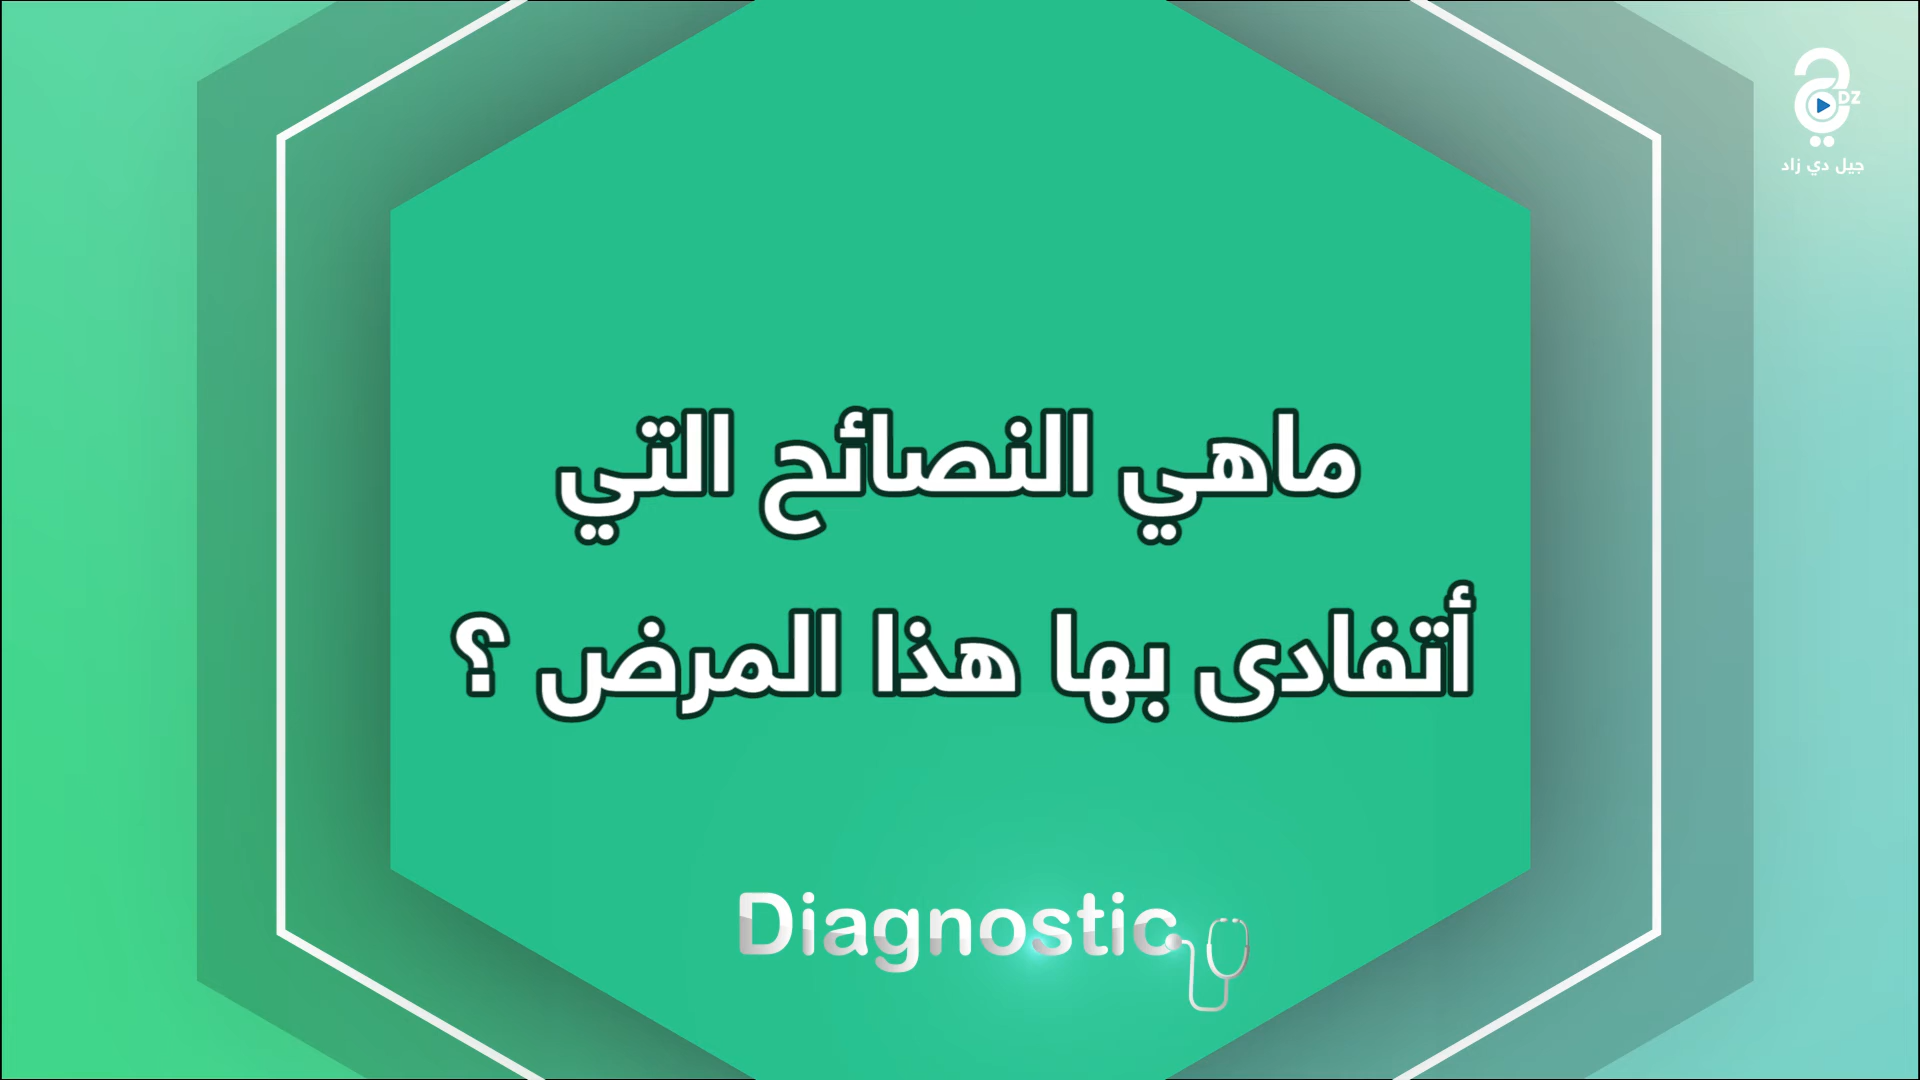 DZ
جيل دي زاد
ماهي النصائح التي
أتفادى بها هذا المرض ؟
Diagnostic